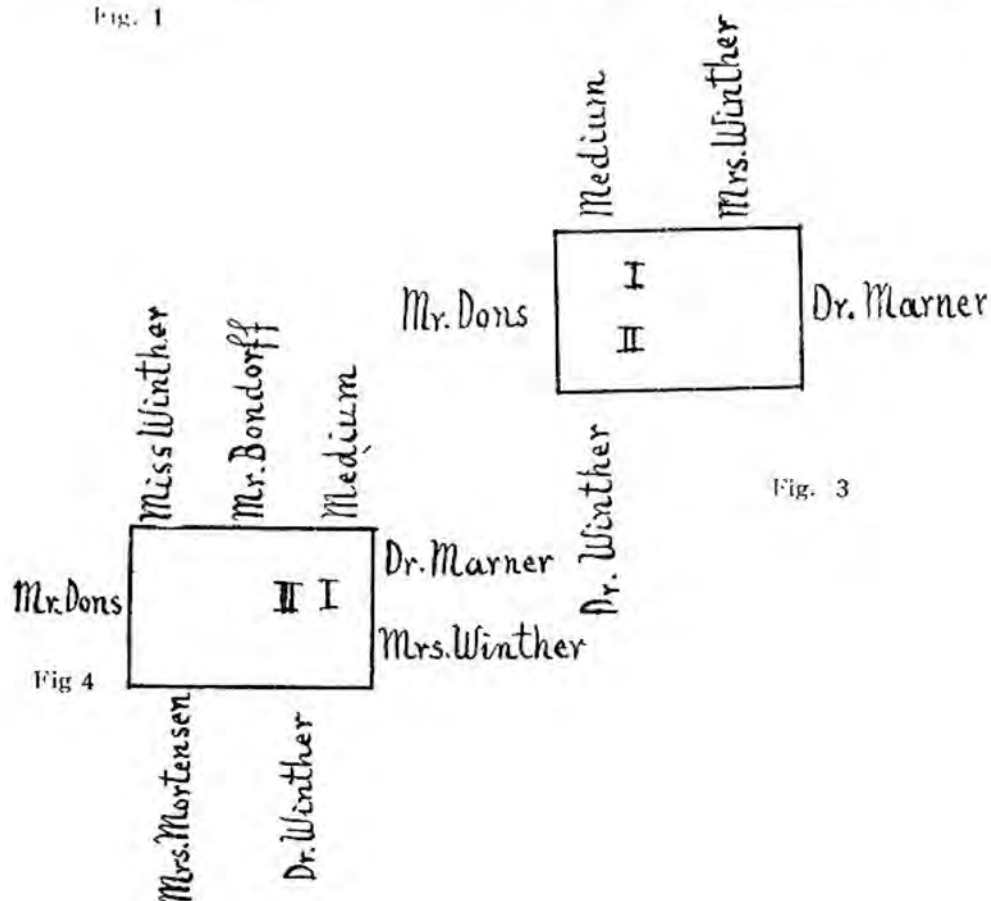 Fig. 1
Medium
Mrs. Winther
Mr. Dons
I
II
Dr. Marner
Dr. Winther
Fig. 3
Miss Winther
Mr. Bondorff
Medium
Mr. Dons
II I
Dr. Marner
Mrs. Winther
Fig 4
Mrs. Mortensen
Dr. Winther